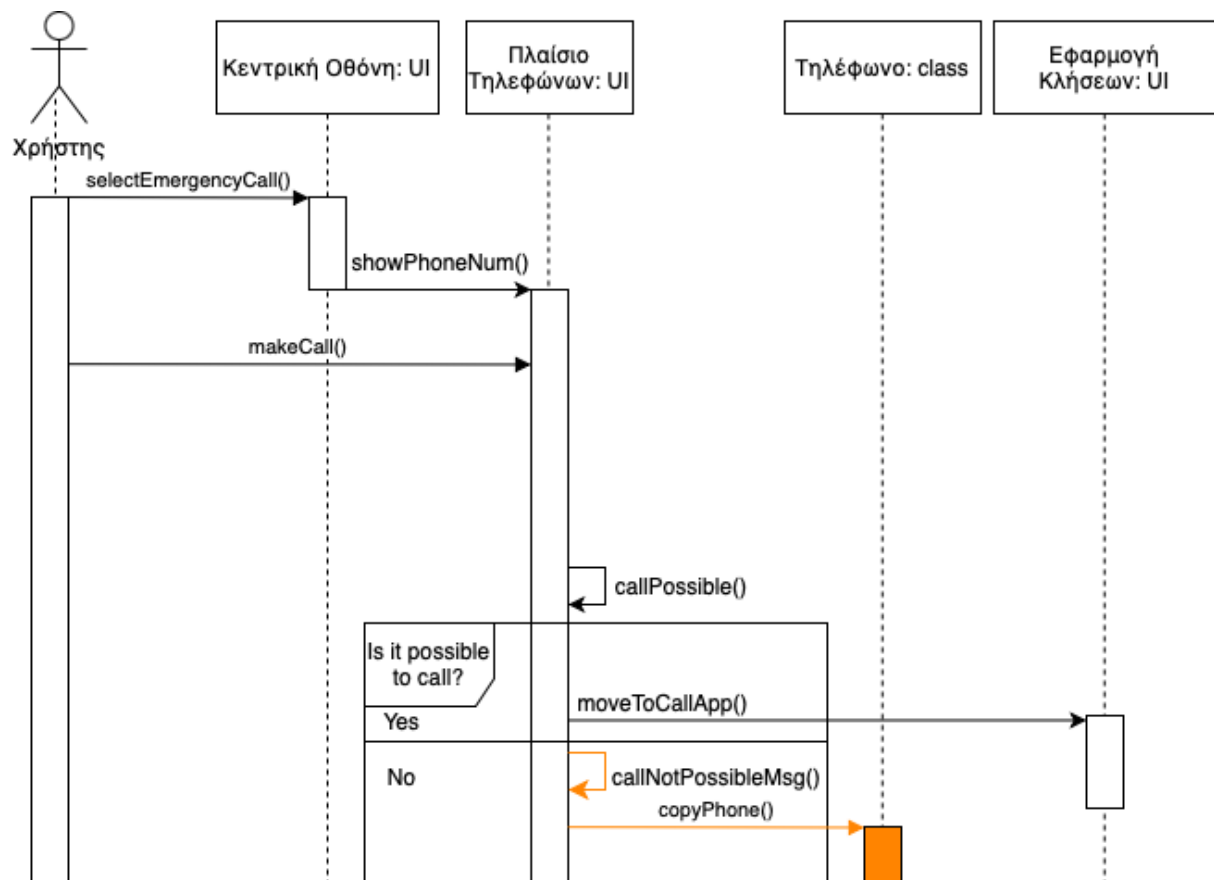 Κεντρική Οθόνη: UI
Πλαίσιο
Τηλεφώνων: UI
Τηλέφωνο: class
Εφαρμογή
Κλήσεων: UI
Χρήστης
selectEmergencyCall()
showPhoneNum()
makeCall()
callPossible()
Is it possible
to call?
moveToCallApp()
Yes
No
callNotPossibleMsg()
copyPhone()